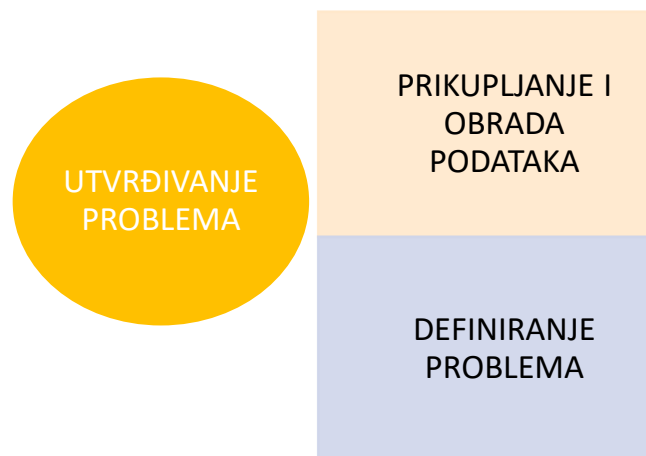 UTVRĐIVANJE
PROBLEMA
PRIKUPLJANJE I
OBRADA
PODATAKA
DEFINIRANJE
PROBLEMA